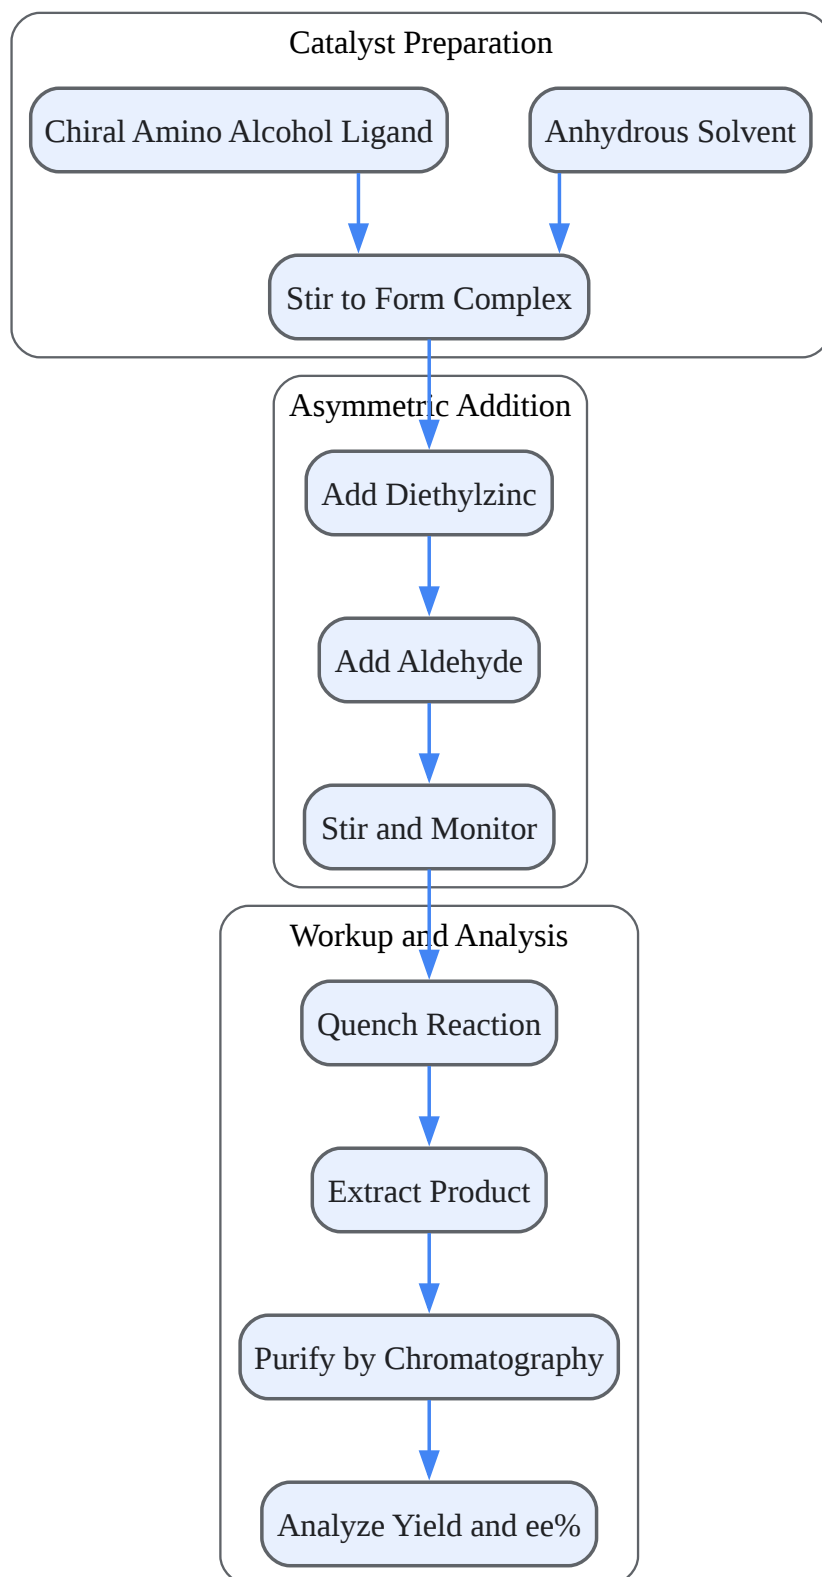 Catalyst Preparation
Chiral Amino Alcohol Ligand
Anhydrous Solvent
Stir to Form Complex
Asymmetric Addition
Add Diethylzinc
Add Aldehyde
Stir and Monitor
Workup and Analysis
Quench Reaction
Extract Product
Purify by Chromatography
Analyze Yield and ee%